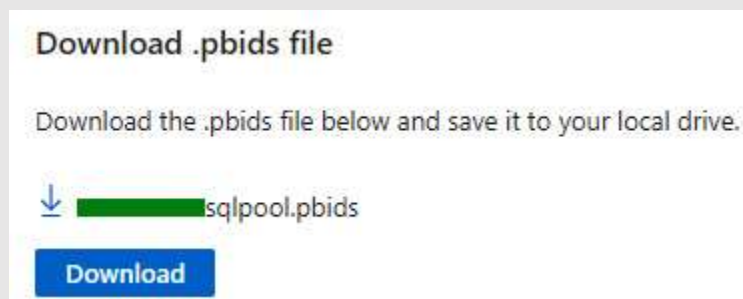 Download .pbids file
Download the .pbids file below and save it to your local drive.
sqlpool.pbids
Download